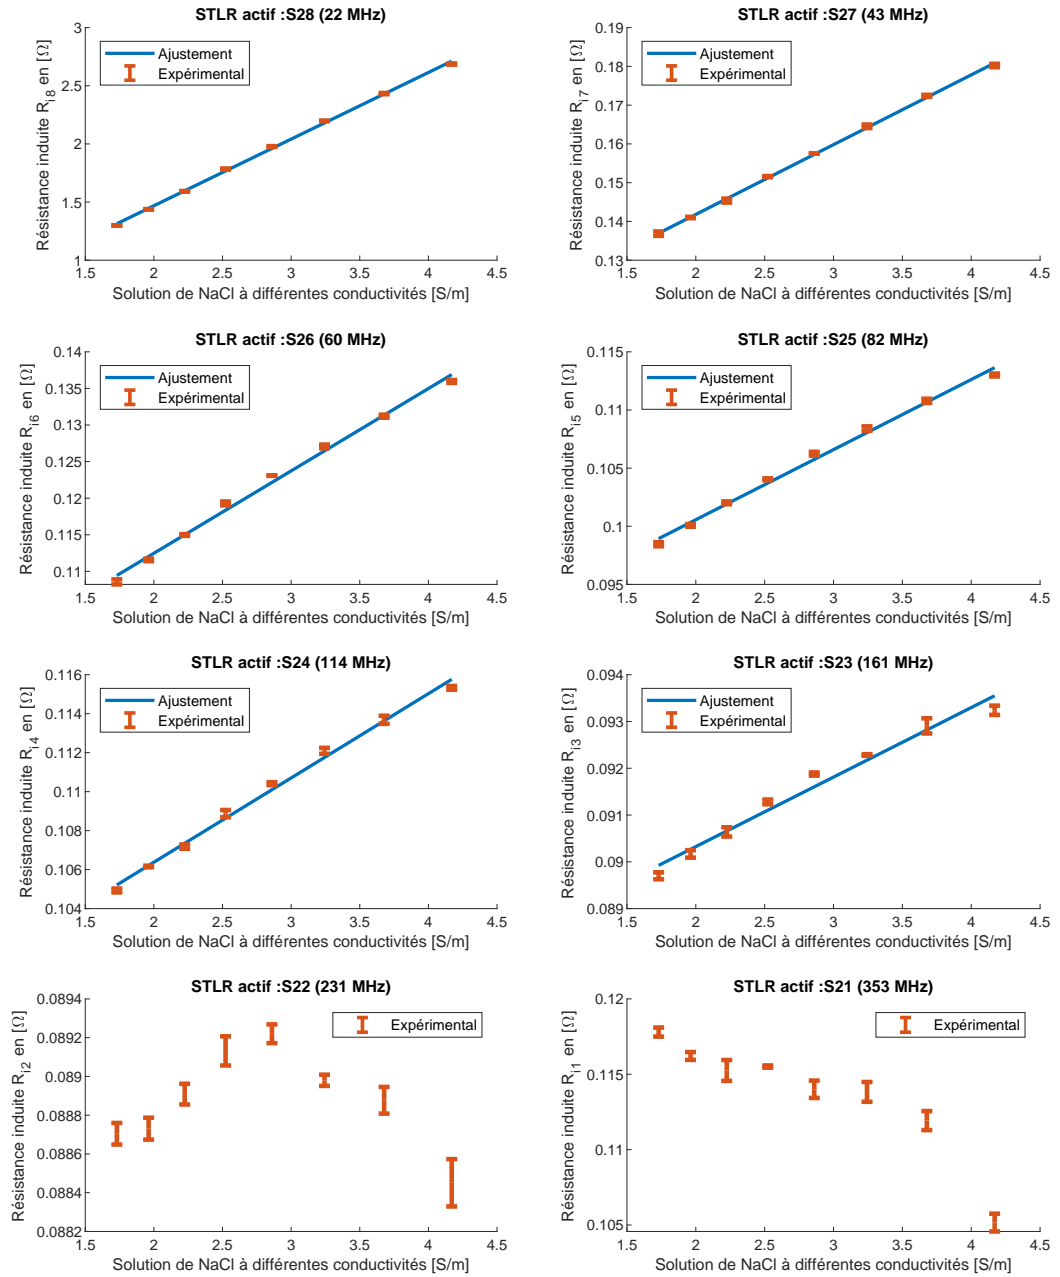 STLR actif :S28 (22 MHz)
Résistance induite R_i8 en [Ω]
3
2.5
2
1.5
1
Ajustement
Expérimental
1.5 2 2.5 3 3.5 4 4.5
Solution de NaCl à différentes conductivités [S/m]
STLR actif :S27 (43 MHz)
Résistance induite R_i7 en [Ω]
0.19
0.18
0.17
0.16
0.15
0.14
0.13
Ajustement
Expérimental
1.5 2 2.5 3 3.5 4 4.5
Solution de NaCl à différentes conductivités [S/m]
STLR actif :S26 (60 MHz)
Résistance induite R_i6 en [Ω]
0.14
0.135
0.13
0.125
0.12
0.115
0.11
Ajustement
Expérimental
1.5 2 2.5 3 3.5 4 4.5
Solution de NaCl à différentes conductivités [S/m]
STLR actif :S25 (82 MHz)
Résistance induite R_i5 en [Ω]
0.115
0.11
0.105
0.1
0.095
Ajustement
Expérimental
1.5 2 2.5 3 3.5 4 4.5
Solution de NaCl à différentes conductivités [S/m]
STLR actif :S24 (114 MHz)
Résistance induite R_i4 en [Ω]
0.116
0.114
0.112
0.11
0.108
0.106
0.104
Ajustement
Expérimental
1.5 2 2.5 3 3.5 4 4.5
Solution de NaCl à différentes conductivités [S/m]
STLR actif :S23 (161 MHz)
Résistance induite R_i3 en [Ω]
0.094
0.093
0.092
0.091
0.09
0.089
Ajustement
Expérimental
1.5 2 2.5 3 3.5 4 4.5
Solution de NaCl à différentes conductivités [S/m]
STLR actif :S22 (231 MHz)
Résistance induite R_i2 en [Ω]
0.0894
0.0892
0.089
0.0888
0.0886
0.0884
0.0882
Expérimental
1.5 2 2.5 3 3.5 4 4.5
Solution de NaCl à différentes conductivités [S/m]
STLR actif :S21 (353 MHz)
Résistance induite R_i1 en [Ω]
0.12
0.115
0.11
0.105
Expérimental
1.5 2 2.5 3 3.5 4 4.5
Solution de NaCl à différentes conductivités [S/m]